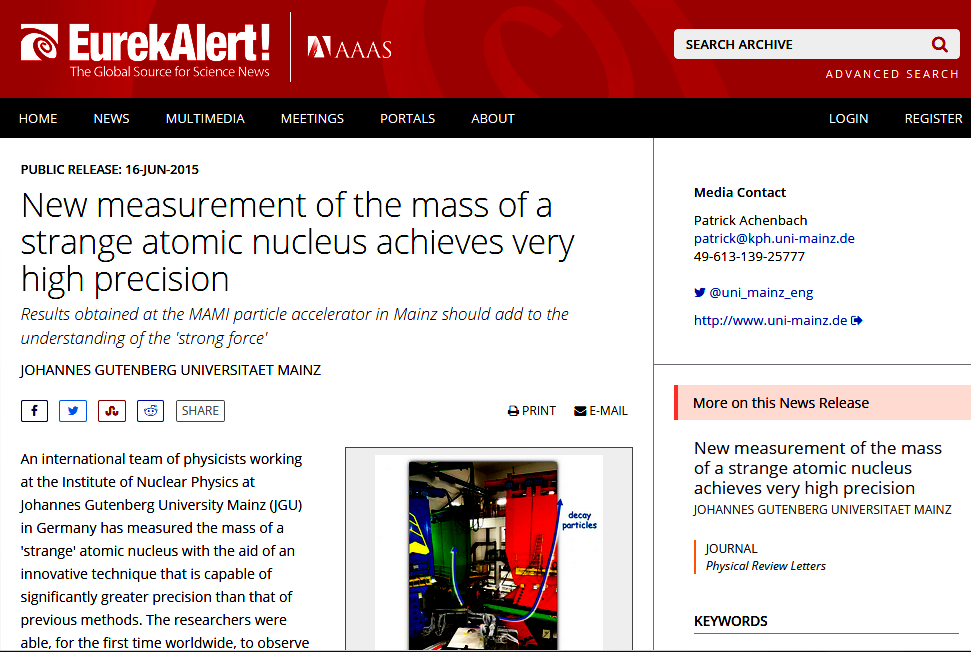 EurekAlert!
The Global Source for Science News
AAAS
SEARCH ARCHIVE
ADVANCED SEARCH
HOME NEWS MULTIMEDIA MEETINGS PORTALS ABOUT LOGIN REGISTER
PUBLIC RELEASE: 16-JUN-2015
New measurement of the mass of a
strange atomic nucleus achieves very
high precision
Results obtained at the MAMI particle accelerator in Mainz should add to the
understanding of the 'strong force'
JOHANNES GUTENBERG UNIVERSITAET MAINZ
SHARE
PRINT E-MAIL
An international team of physicists working
at the Institute of Nuclear Physics at
Johannes Gutenberg University Mainz (JGU)
in Germany has measured the mass of a
'strange' atomic nucleus with the aid of an
innovative technique that is capable of
significantly greater precision than that of
previous methods. The researchers were
able, for the first time worldwide, to observe
decay
particles
Media Contact
Patrick Achenbach
patrick@kph.uni-mainz.de
49-613-139-25777
@uni_mainz_eng
http://www.uni-mainz.de
More on this News Release
New measurement of the mass
of a strange atomic nucleus
achieves very high precision
JOHANNES GUTENBERG UNIVERSITAET MAINZ
JOURNAL
Physical Review Letters
KEYWORDS